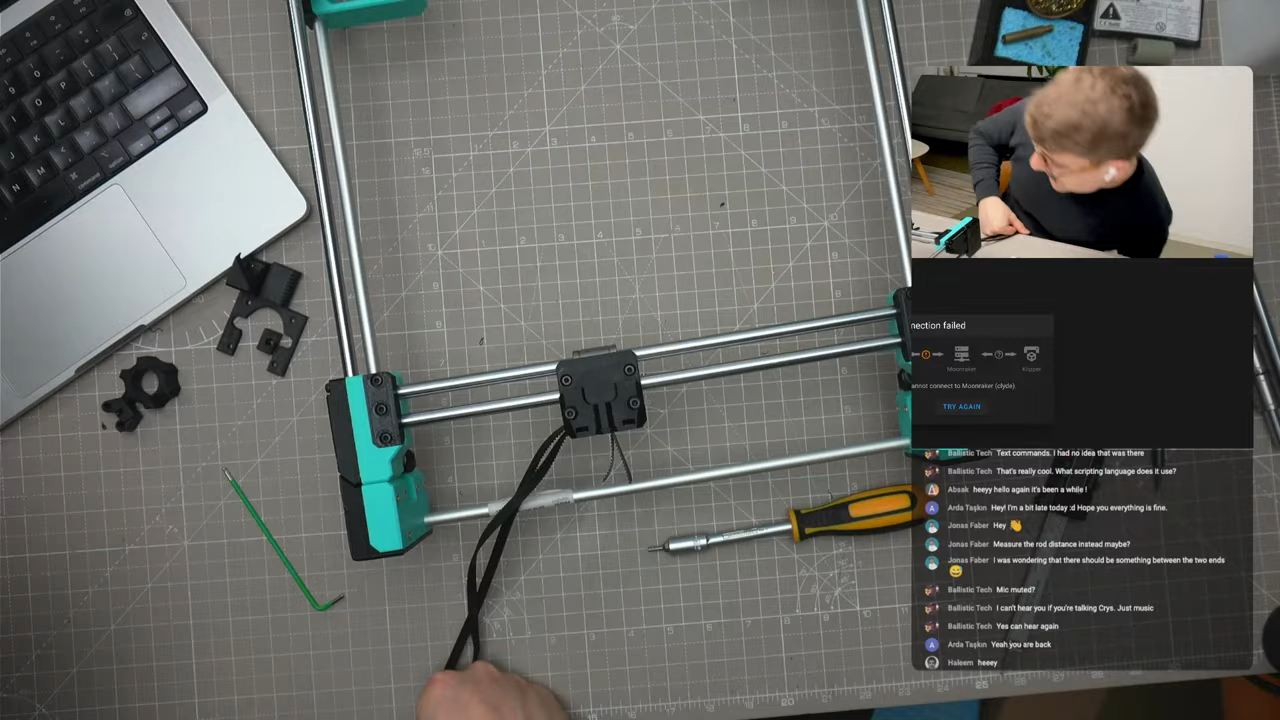 nection failed
Moonraker
Klipper
annot connect to Moonraker (clyde).
TRY AGAIN
Ballistic Tech Text commands. I had no idea that was there
Ballistic Tech That's really cool. What scripting language does it use?
Absak heeyy hello again it's been a while !
Arda Taşkın Hey! I'm a bit late today :d Hope you everything is fine.
Jonas Faber Hey 👋
Jonas Faber Measure the rod distance instead maybe?
Jonas Faber I was wondering that there should be something between the two ends
😅
Ballistic Tech Mic muted?
Ballistic Tech I can't hear you if you're talking Crys. Just music
Ballistic Tech Yes can hear again
Arda Taşkın Yeah you are back
Haleem heeey